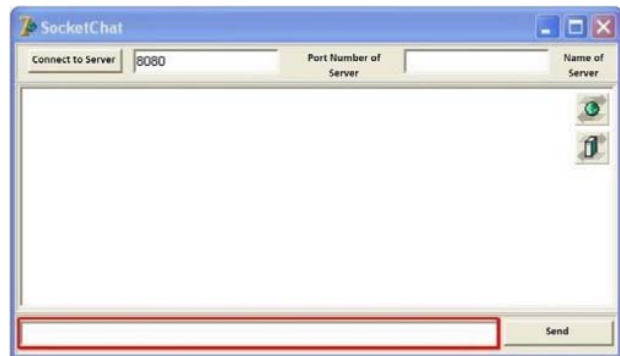 SocketChat
Connect to Server
8080
Port Number of
Server
Name of
Server
Send